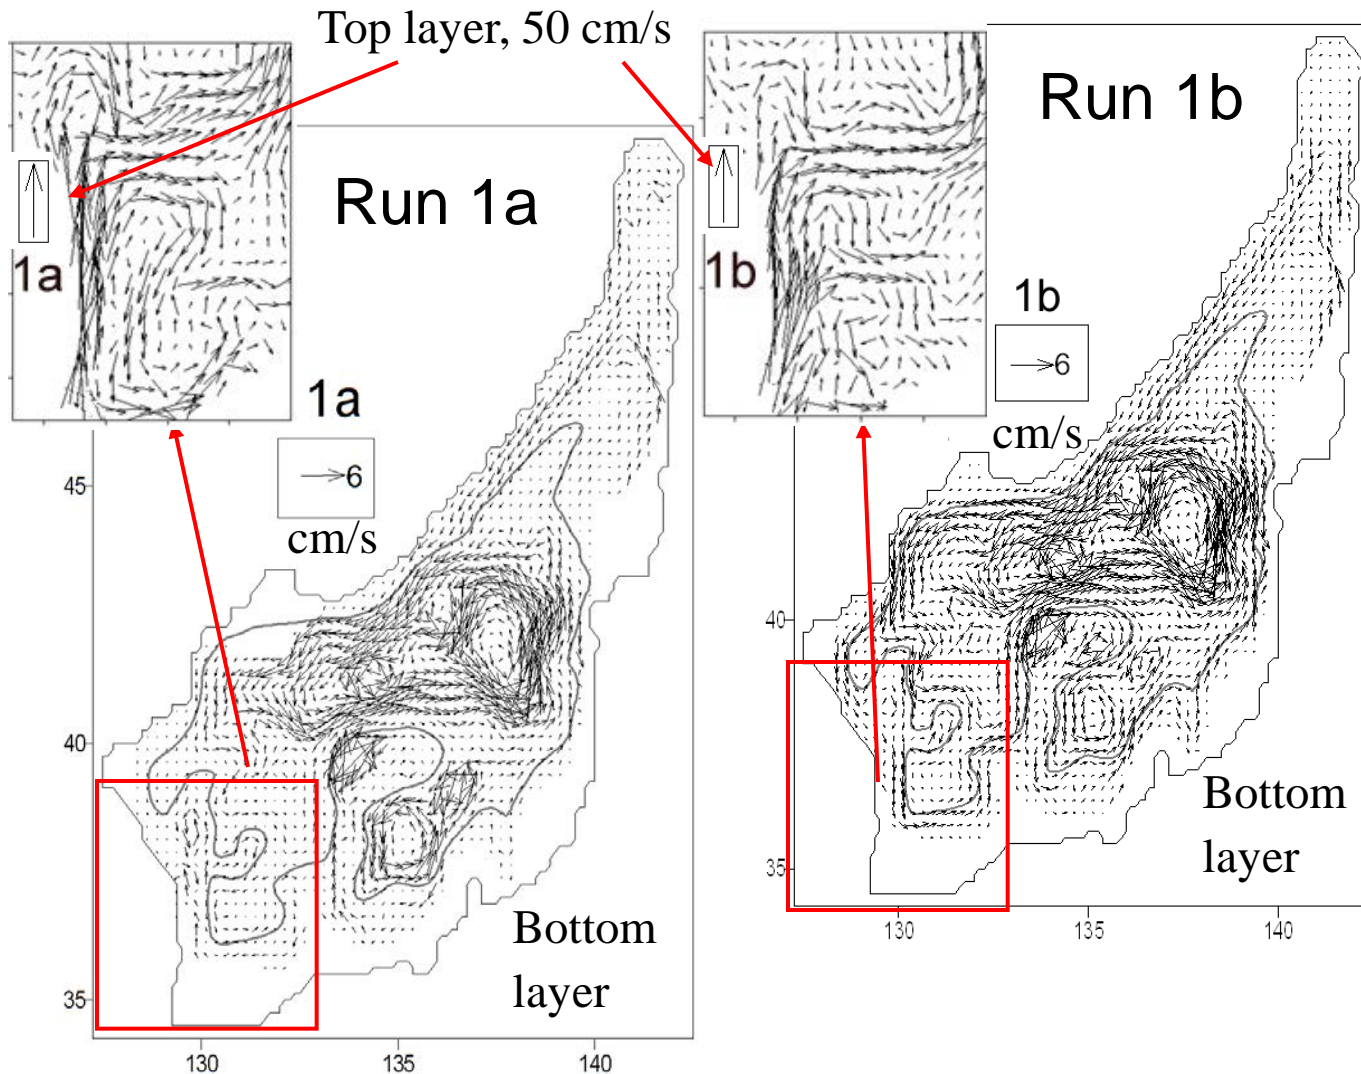 Top layer, 50 cm/s
Run 1b
Run 1a
1a
1b
1b
6
cm/s
1a
6
cm/s
45
40
35
130
135
140
Bottom
layer
40
35
130
135
140
Bottom
layer